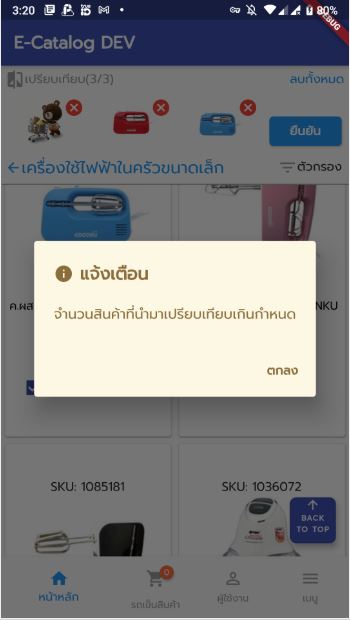 3:20
80%
DEBUG
E-Catalog DEV
เปรียบเทียบ(3/3)
ลบทั้งหมด
ยืนยัน
เครื่องใช้ไฟฟ้าในครัวขนาดเล็ก
ตัวกรอง
แจ้งเตือน
ค.ผส
NKU
จำนวนสินค้าที่นำมาเปรียบเทียบเกินกำหนด
ตกลง
SKU: 1085181
SKU: 1036072
BACK
TO TOP
0
หน้าหลัก
รถเข็นสินค้า
ผู้ใช้งาน
เมนู